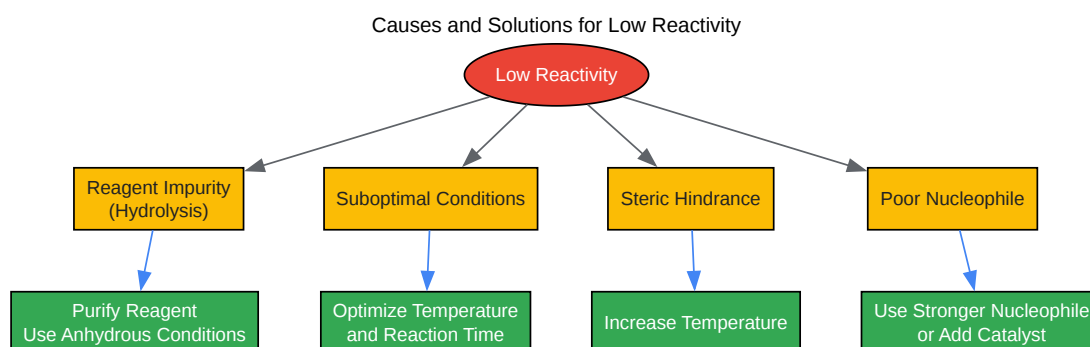 Causes and Solutions for Low Reactivity
Low Reactivity
Reagent Impurity
(Hydrolysis)
Suboptimal Conditions
Steric Hindrance
Poor Nucleophile
Purify Reagent
Use Anhydrous Conditions
Optimize Temperature
and Reaction Time
Increase Temperature
Use Stronger Nucleophile
or Add Catalyst